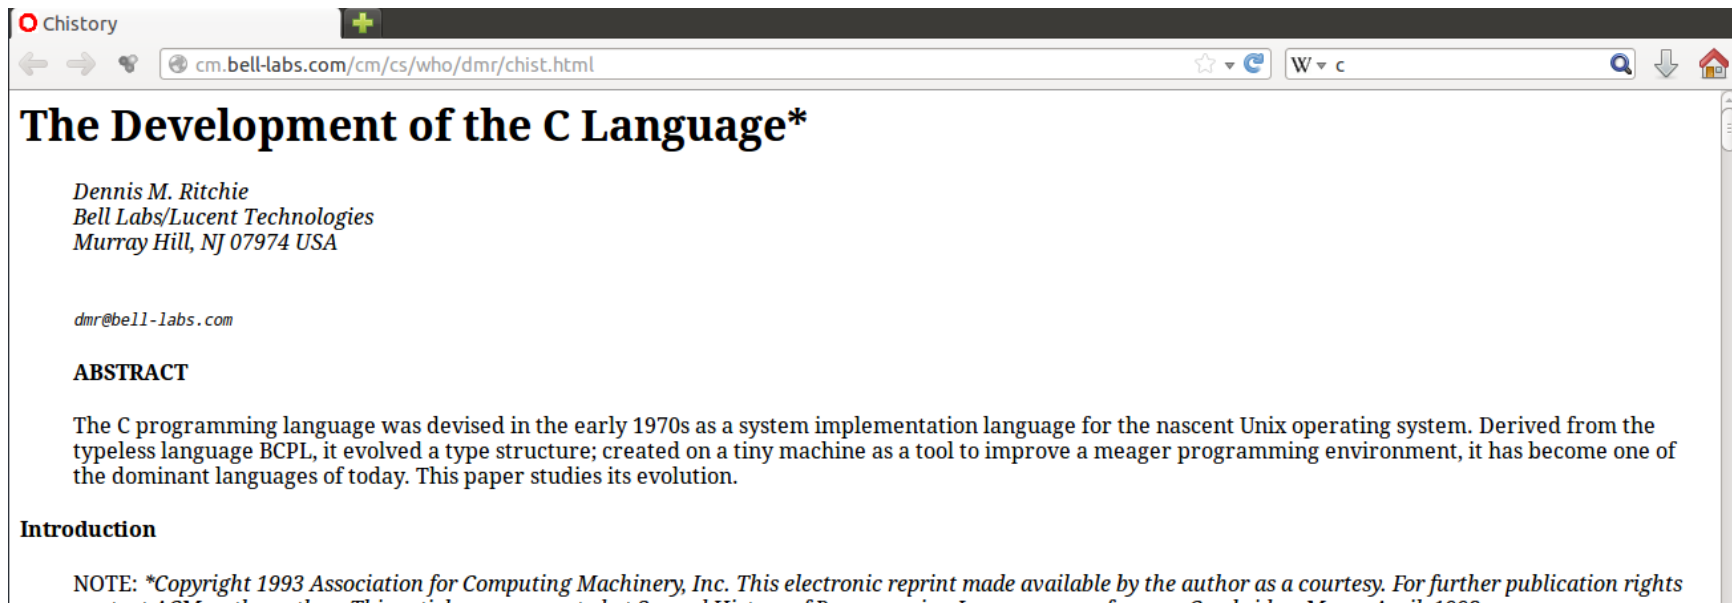 Chistory
cm.bell-labs.com/cm/cs/who/dmr/chist.html
W c
The Development of the C Language*
Dennis M. Ritchie
Bell Labs/Lucent Technologies
Murray Hill, NJ 07974 USA
dmr@bell-labs.com
ABSTRACT
The C programming language was devised in the early 1970s as a system implementation language for the nascent Unix operating system. Derived from the
typeless language BCPL, it evolved a type structure; created on a tiny machine as a tool to improve a meager programming environment, it has become one of
the dominant languages of today. This paper studies its evolution.
Introduction
NOTE: *Copyright 1993 Association for Computing Machinery, Inc. This electronic reprint made available by the author as a courtesy. For further publication rights